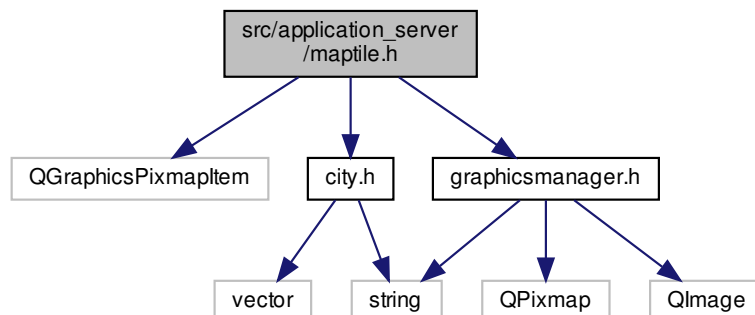 src/application_server
/maptile.h
QGraphicsPixmapItem
city.h
graphicsmanager.h
vector
string
QPixmap
QImage